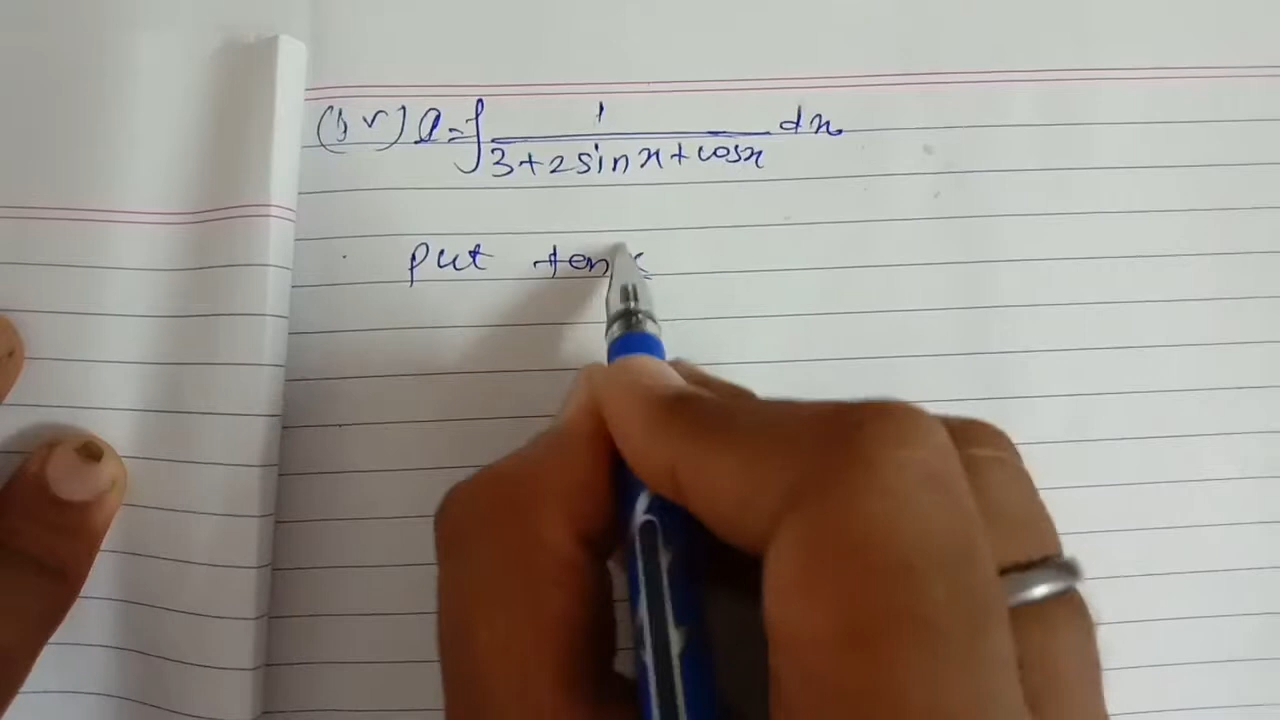 (iv) I = ∫ 1 / (3+2sinx+cosx) dx
put tan x